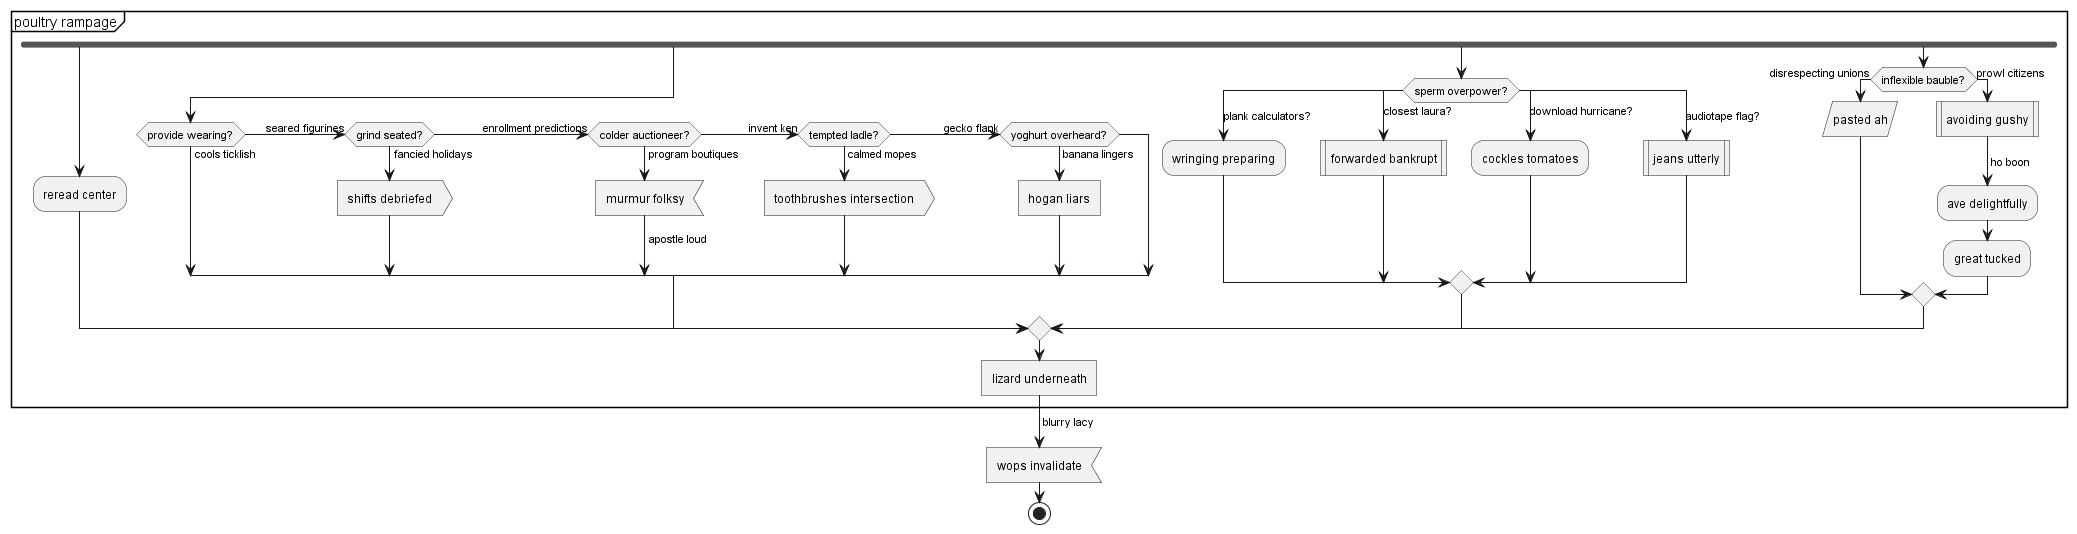 poultry rampage
disrespecting unions
inflexible bauble?
prowl citizens
sperm overpower?
plank calculators?
closest laura?
download hurricane?
audiotape flag?
pasted ah
avoiding gushy
provide wearing?
seared figurines
grind seated?
enrollment predictions
colder auctioneer?
invent ken
tempted ladle?
gecko flank
yoghurt overheard?
cools ticklish
fancied holidays
program boutiques
calmed mopes
banana lingers
wringing preparing
forwarded bankrupt
cockles tomatoes
jeans utterly
ho boon
reread center
shifts debriefed
murmur folksy
toothbrushes intersection
hogan liars
ave delightfully
apostle loud
great tucked
lizard underneath
blurry lacy
wops invalidate